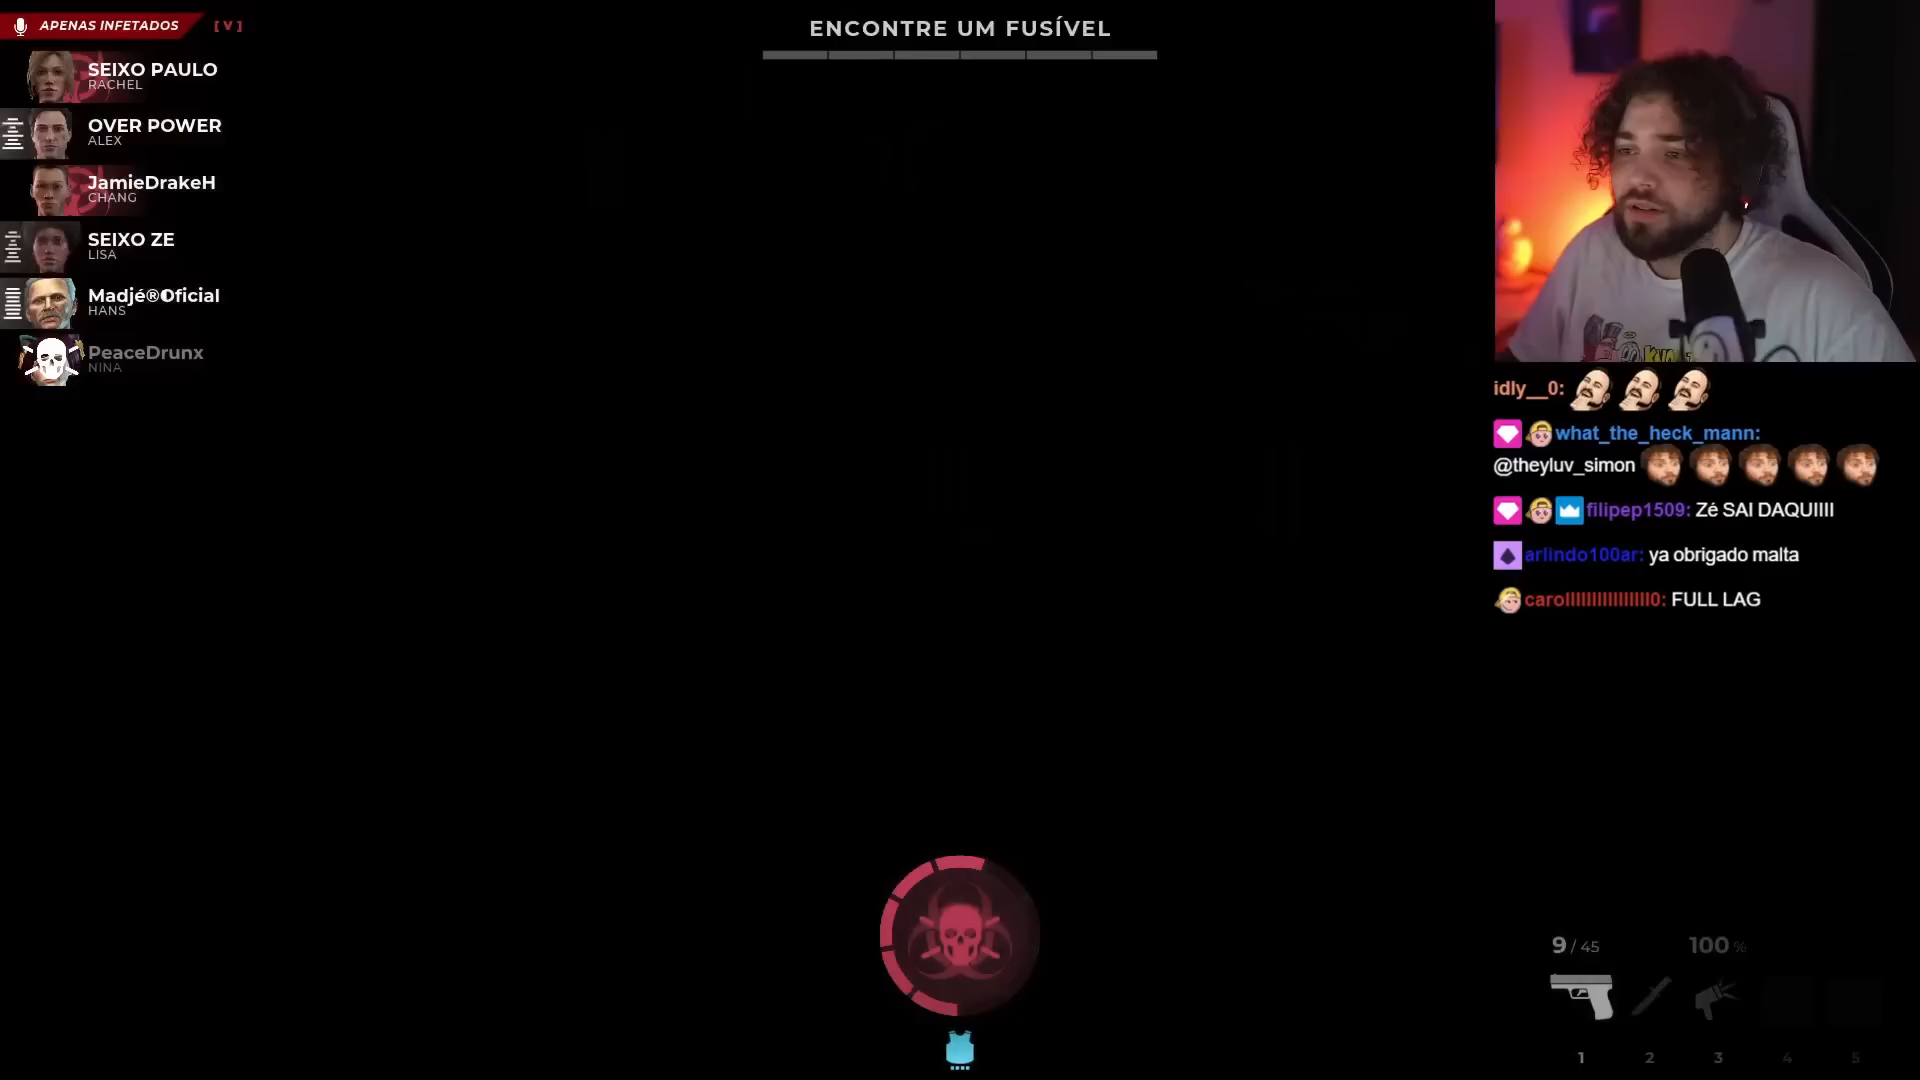 APENAS INFETADOS [ V ]
ENCONTRE UM FUSÍVEL
SEIXO PAULO
RACHEL
OVER POWER
ALEX
JamieDrakeH
CHANG
SEIXO ZE
LISA
Madjé®Oficial
HANS
PeaceDrunx
NINA
idly__0:
what_the_heck_mann:
@theyluv_simon
filipep1509: Zé SAI DAQUIIII
arlindo100ar: ya obrigado malta
carolllllllllllllllll0: FULL LAG
9 / 45 100 %
1 2 3 4 5